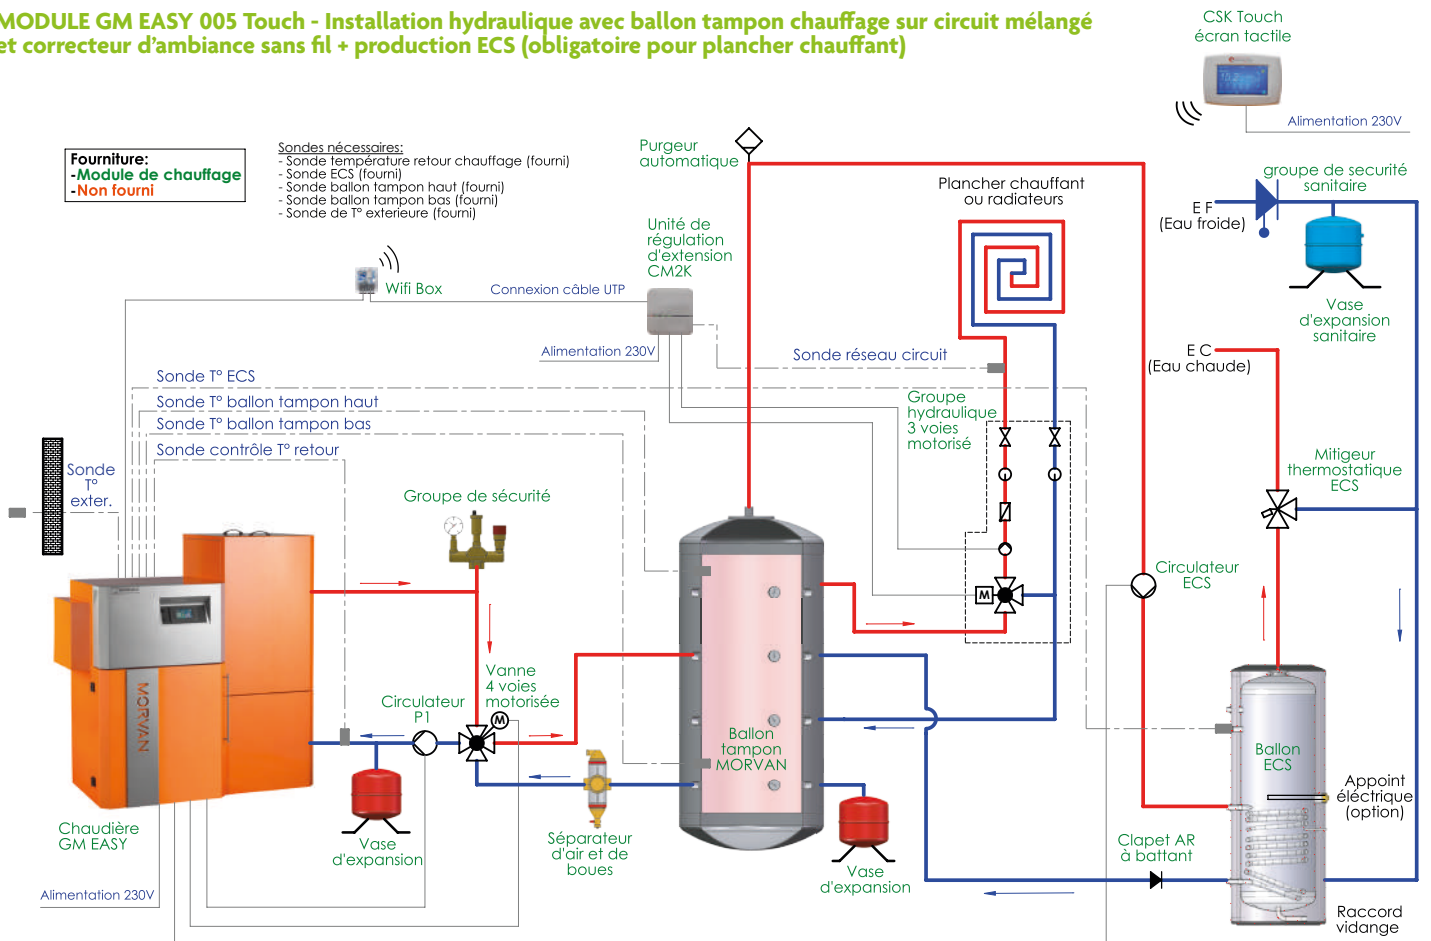 MODULE GM EASY 005 Touch - Installation hydraulique avec ballon tampon chauffage sur circuit mélangé
et correcteur d'ambiance sans fil + production ECS (obligatoire pour plancher chauffant)
CSK Touch
écran tactile
Alimentation 230V
Fourniture:
-Module de chauffage
-Non fourni
Sondes nécessaires:
- Sonde température retour chauffage (fourni)
- Sonde ECS (fourni)
- Sonde ballon tampon haut (fourni)
- Sonde ballon tampon bas (fourni)
- Sonde de T° exterieure (fourni)
Purgeur
automatique
Plancher chauffant
ou radiateurs
groupe de securité
sanitaire
E F
(Eau froide)
Vase
d'expansion
sanitaire
Unité de
régulation
d'extension
CM2K
Wifi Box
Connexion câble UTP
Alimentation 230V
Sonde réseau circuit
E C
(Eau chaude)
Sonde T° ECS
Sonde T° ballon tampon haut
Sonde T° ballon tampon bas
Sonde contrôle T° retour
Groupe
hydraulique
3 voies
motorisé
Sonde
T°
exter.
Mitigeur
thermostatique
ECS
Groupe de sécurité
Circulateur
ECS
M
Vanne
4 voies
motorisée
Circulateur
P1
M
MORVAN
Ballon
tampon
MORVAN
Ballon
ECS
Appoint
éléctrique
(option)
Chaudière
GM EASY
Vase
d'expansion
Séparateur
d'air et de
boues
Vase
d'expansion
Clapet AR
à battant
Alimentation 230V
Raccord
vidange